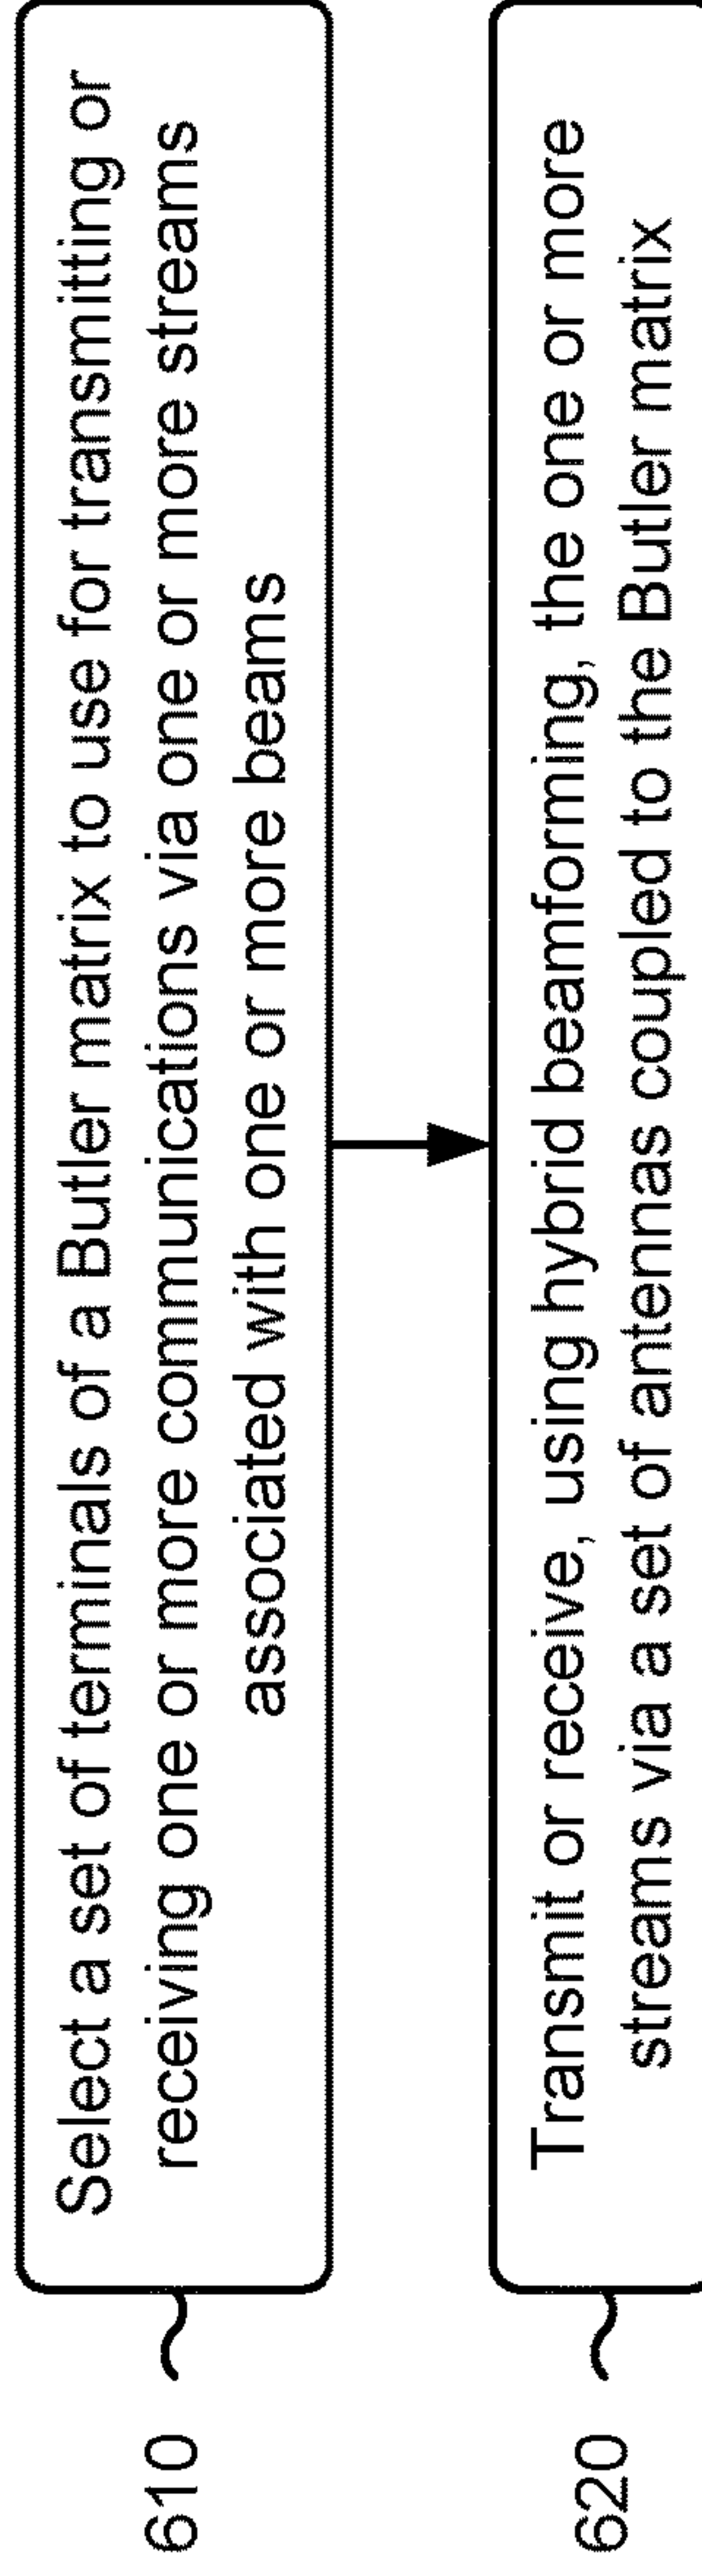 610
Select a set of terminals of a Butler matrix to use for transmitting or
receiving one or more communications via one or more streams
associated with one or more beams
620
Transmit or receive, using hybrid beamforming, the one or more
streams via a set of antennas coupled to the Butler matrix